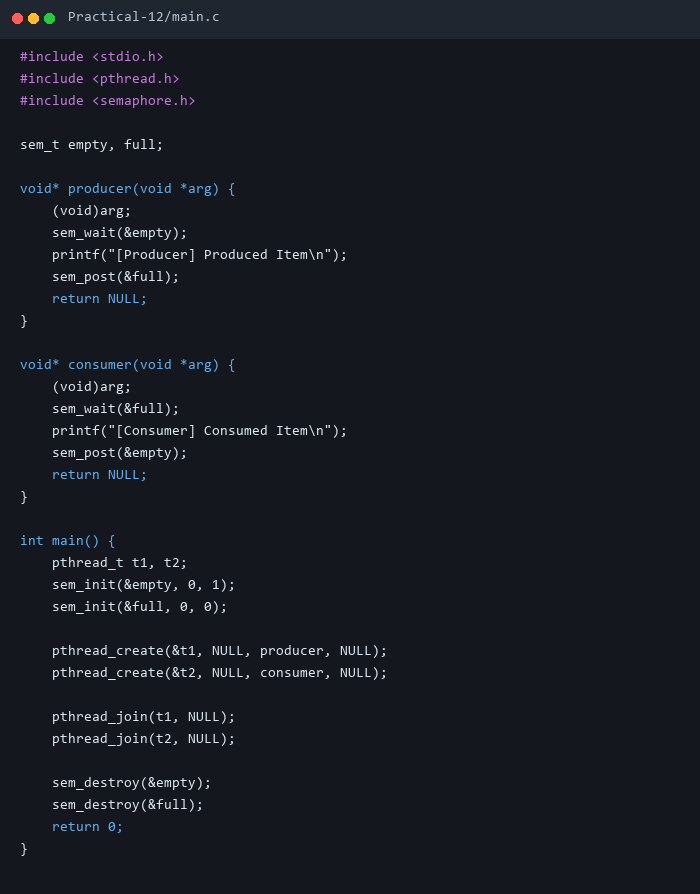 Practical-12/main.c
#include <stdio.h>
#include <pthread.h>
#include <semaphore.h>

sem_t empty, full;

void* producer(void *arg) {
    (void)arg;
    sem_wait(&empty);
    printf("[Producer] Produced Item\n");
    sem_post(&full);
    return NULL;
}

void* consumer(void *arg) {
    (void)arg;
    sem_wait(&full);
    printf("[Consumer] Consumed Item\n");
    sem_post(&empty);
    return NULL;
}

int main() {
    pthread_t t1, t2;
    sem_init(&empty, 0, 1);
    sem_init(&full, 0, 0);

    pthread_create(&t1, NULL, producer, NULL);
    pthread_create(&t2, NULL, consumer, NULL);

    pthread_join(t1, NULL);
    pthread_join(t2, NULL);

    sem_destroy(&empty);
    sem_destroy(&full);
    return 0;
}